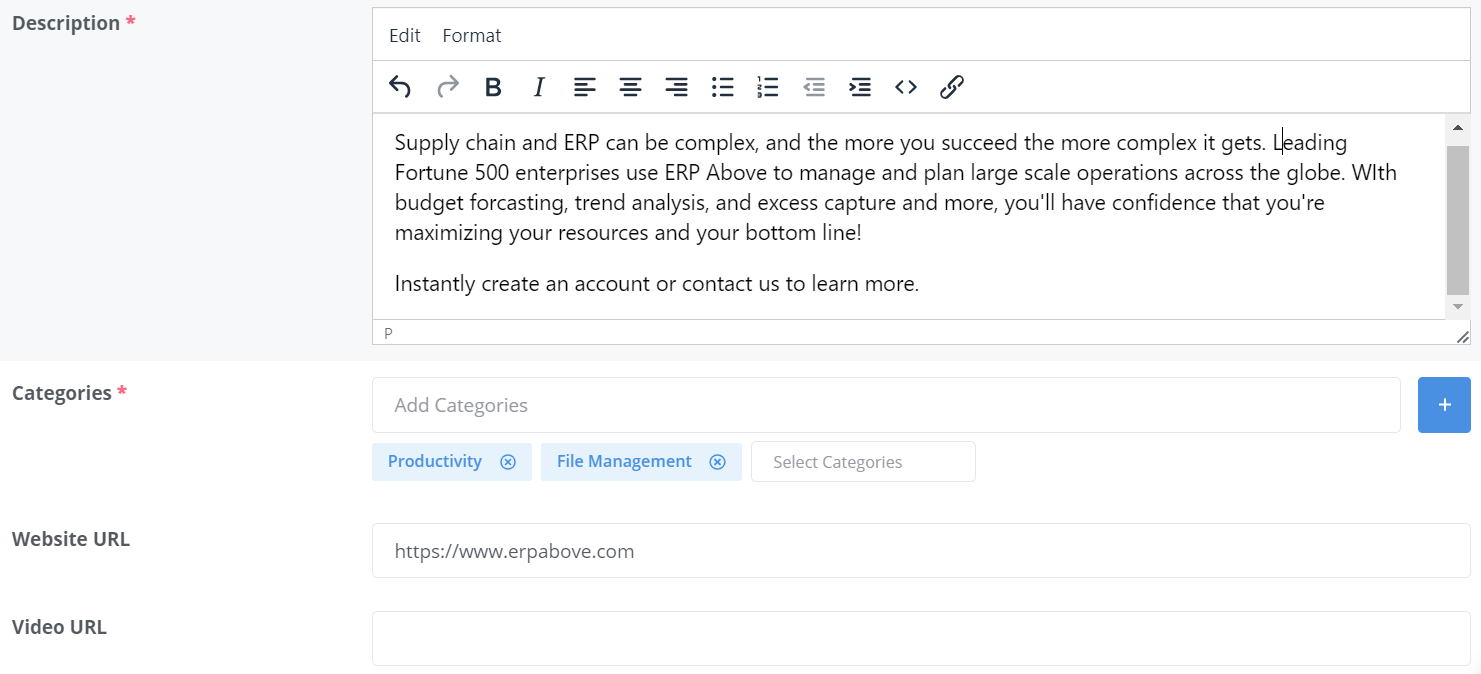 Description *
Edit Format
Supply chain and ERP can be complex, and the more you succeed the more complex it gets. Leading
Fortune 500 enterprises use ERP Above to manage and plan large scale operations across the globe. WIth
budget forcasting, trend analysis, and excess capture and more, you'll have confidence that you're
maximizing your resources and your bottom line!
Instantly create an account or contact us to learn more.
P
Categories *
Add Categories
Productivity File Management Select Categories
Website URL
https://www.erpabove.com
Video URL